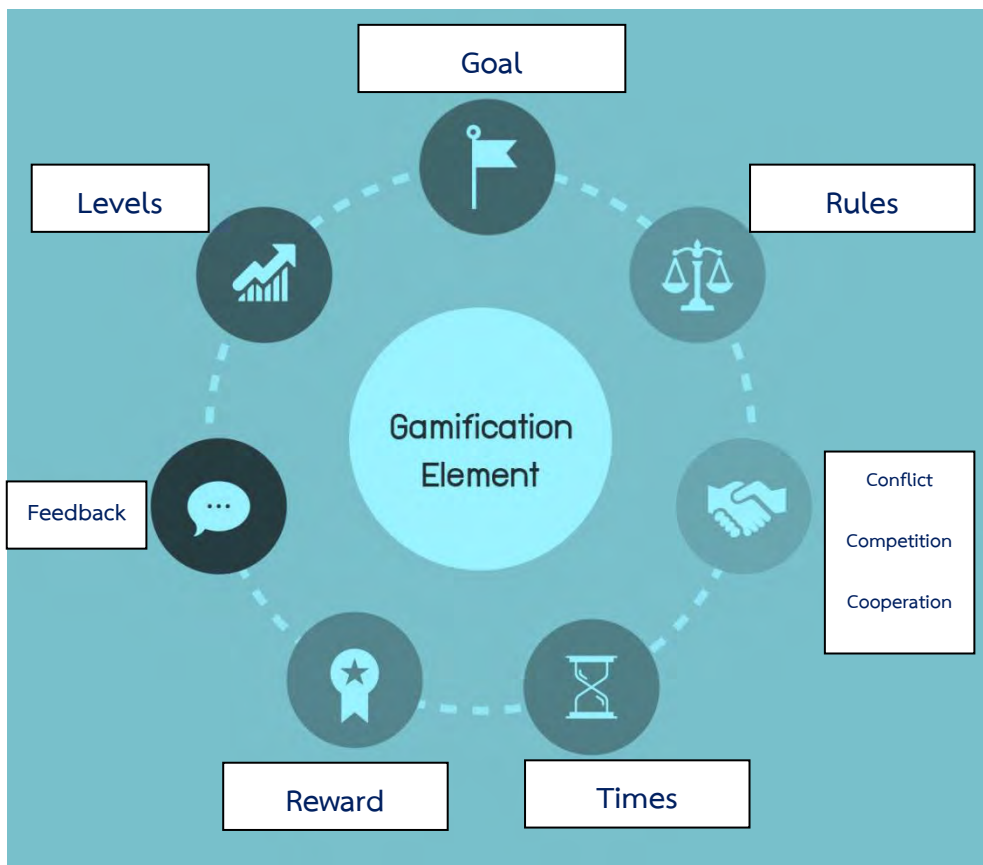 Goal
Levels
Rules
Gamification
Element
Conflict
Competition
Cooperation
Feedback
Reward
Times